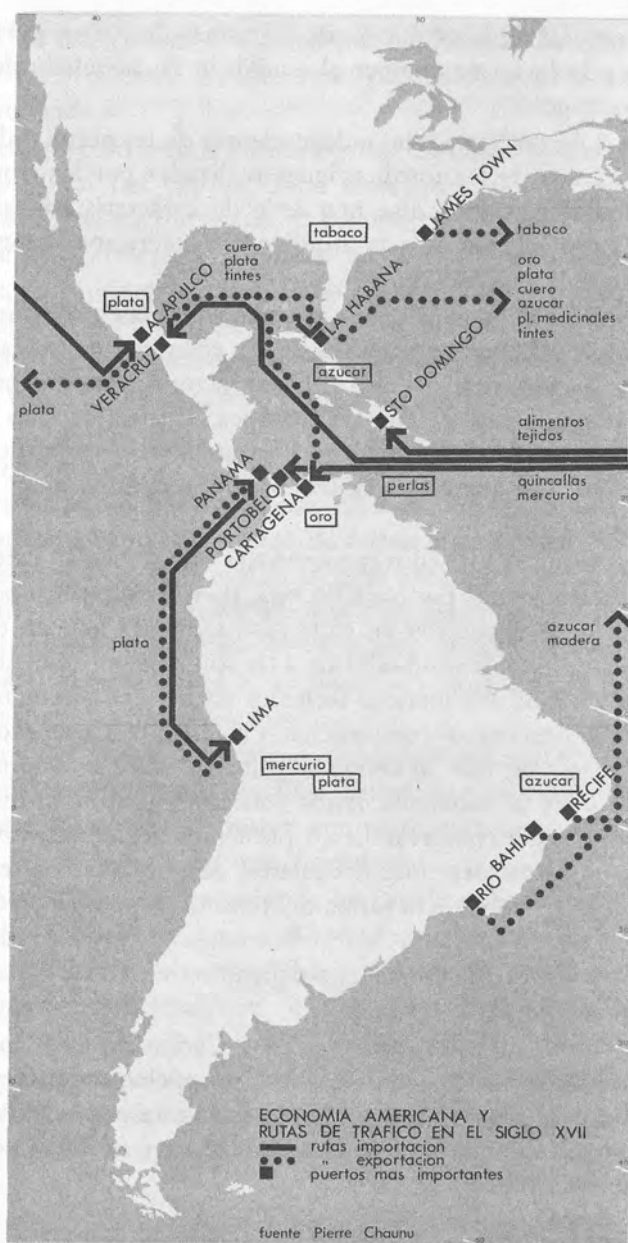 40
50
JAMES TOWN
tabaco
tabaco
cuero
plata
tintes
oro
plata
cuero
azucar
pl. medicinales
tintes
plata
ACAPULCO
VERACRUZ
LA HABANA
azucar
STO DOMINGO
plata
alimentos
tejidos
PANAMA
PORTOBELO
CARTAGENA
perlas
quincallas
mercurio
oro
azucar
madera
plata
LIMA
mercurio
plata
azucar
RECIFE
BAHÍA
RIO
ECONOMIA AMERICANA Y
RUTAS DE TRAFICO EN EL SIGLO XVII
rutas importacion
„ exportacion
puertos mas importantes
fuente Pierre Chaunu